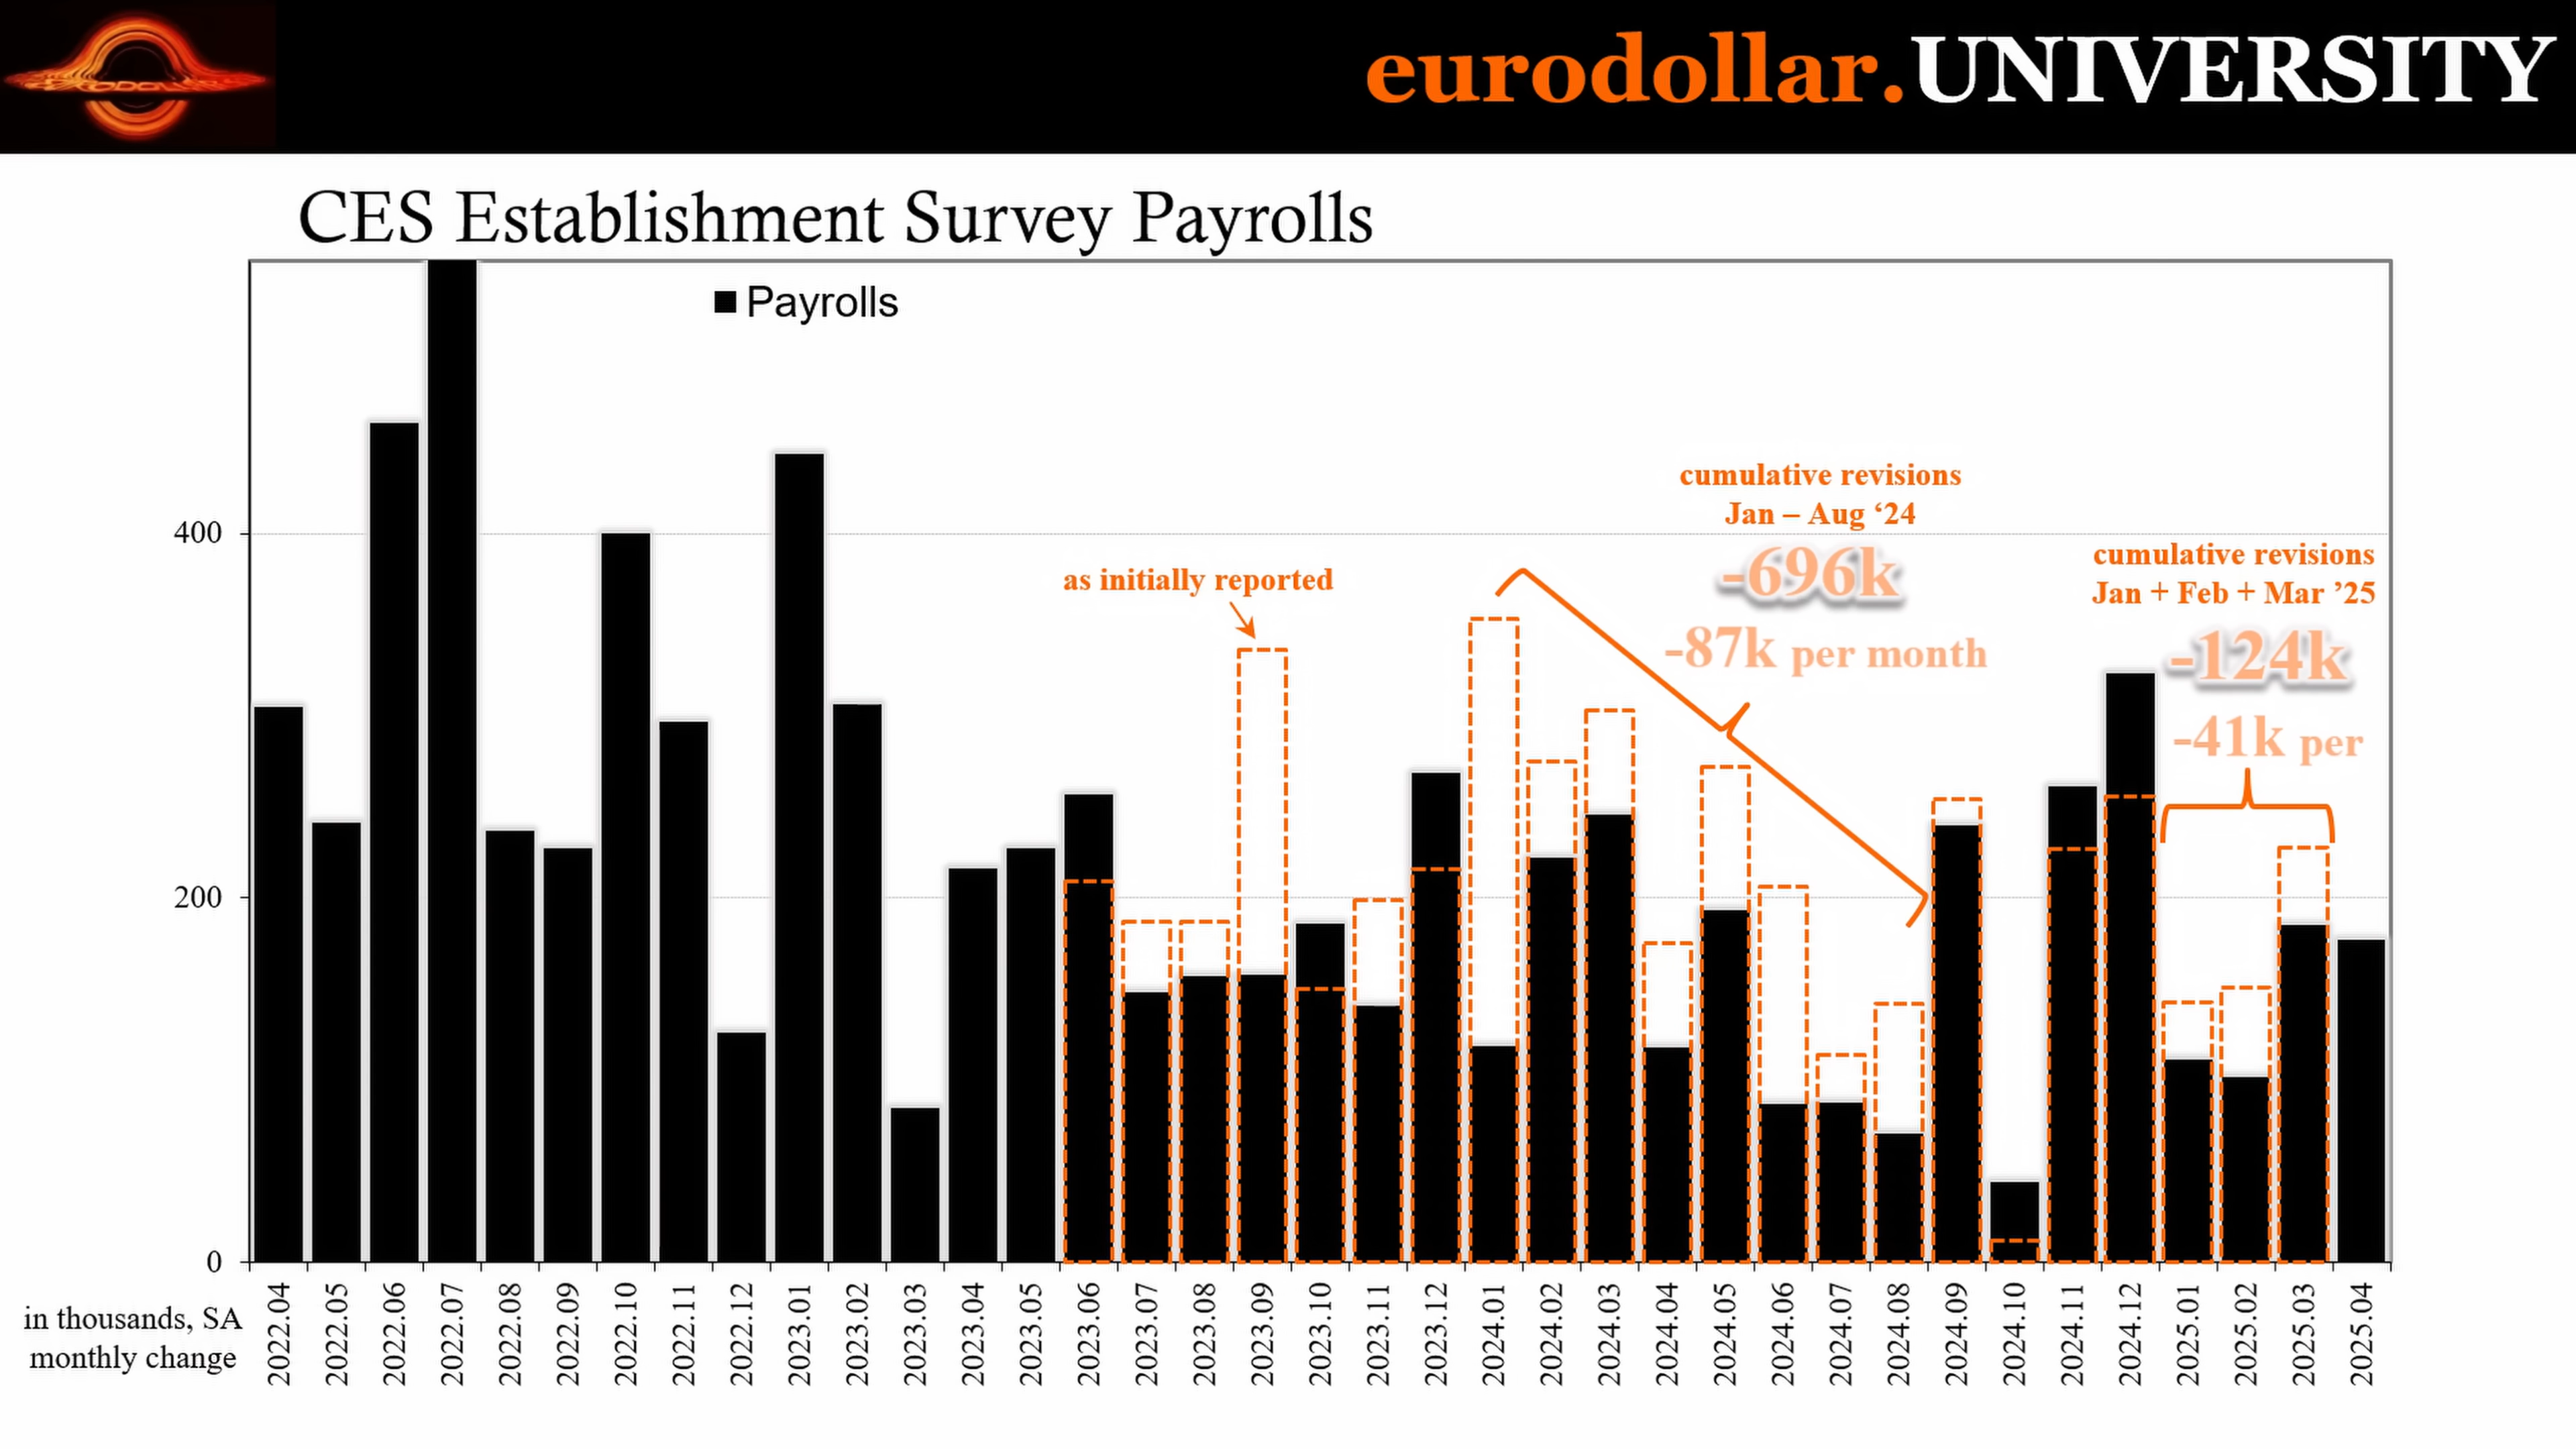 eurodollar.UNIVERSITY
CES Establishment Survey Payrolls
Payrolls
cumulative revisions
Jan – Aug ‘24
-696k
-87k per month
cumulative revisions
Jan + Feb + Mar ’25
-124k
-41k per
as initially reported
400
200
0
in thousands, SA
monthly change
2022.04
2022.05
2022.06
2022.07
2022.08
2022.09
2022.10
2022.11
2022.12
2023.01
2023.02
2023.03
2023.04
2023.05
2023.06
2023.07
2023.08
2023.09
2023.10
2023.11
2023.12
2024.01
2024.02
2024.03
2024.04
2024.05
2024.06
2024.07
2024.08
2024.09
2024.10
2024.11
2024.12
2025.01
2025.02
2025.03
2025.04